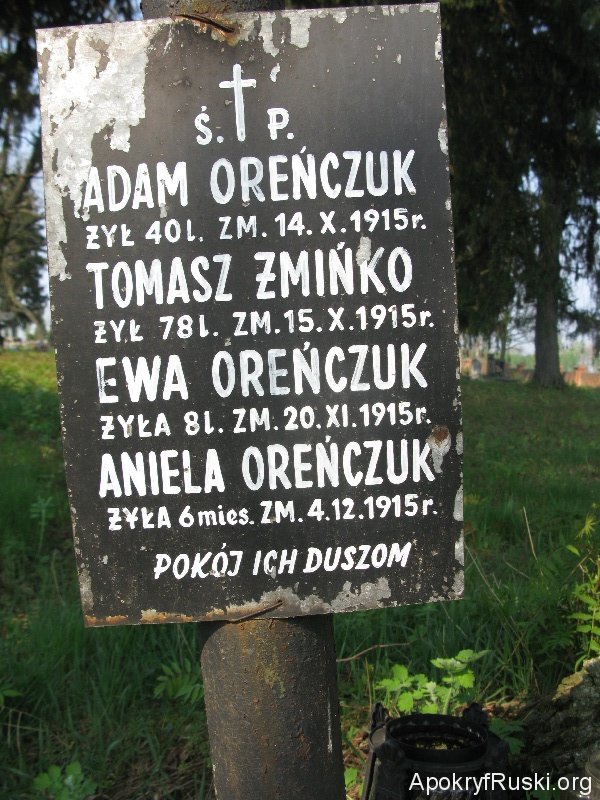 Ś. P.
ADAM OREŃCZUK
ŻYŁ 40 l. ZM. 14. X. 1915 r.
TOMASZ ŻMIŃKO
ŻYŁ 78 l. ZM. 15. X. 1915 r.
EWA OREŃCZUK
ŻYŁA 8 l. ZM. 20. XI. 1915 r.
ANIELA OREŃCZUK
ŻYŁA 6 mies. ZM. 4.12.1915 r.
POKÓJ ICH DUSZOM
ApokryfRuski.org